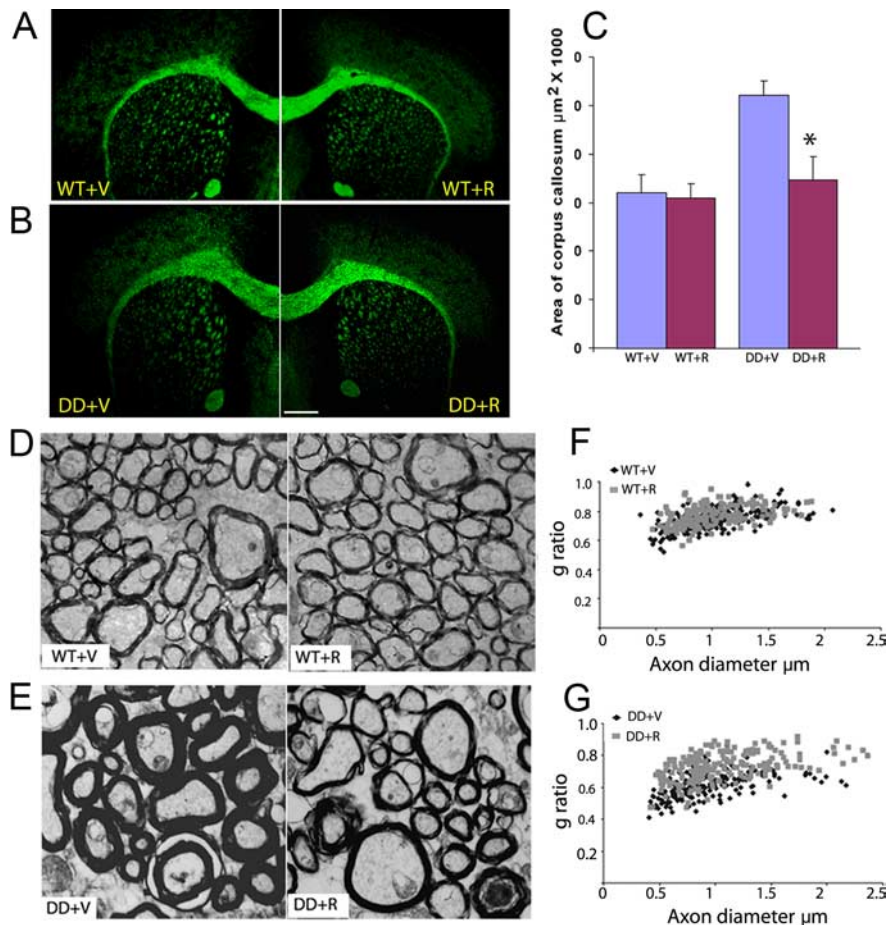 A
WT+V
WT+R
B
DD+V
DD+R
C
Area of corpus callosum µm² X 1000
0
0
0
0
0
0
0
*
WT+V
WT+R
DD+V
DD+R
D
WT+V
WT+R
E
DD+V
DD+R
F
WT+V
WT+R
g ratio
1.0
0.8
0.6
0.4
0.2
0
0.5
1
1.5
2
2.5
Axon diameter µm
G
DD+V
DD+R
g ratio
1.0
0.8
0.6
0.4
0.2
0
0.5
1
1.5
2
2.5
Axon diameter µm